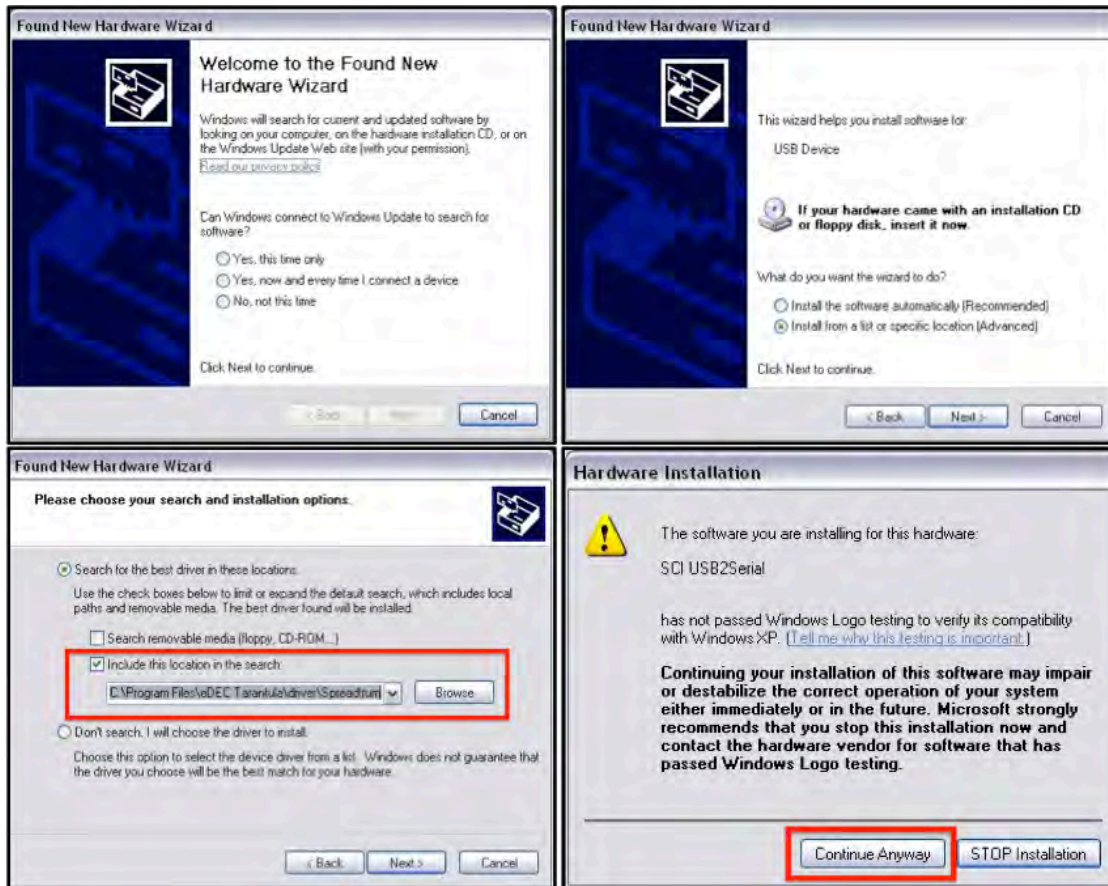 Found New Hardware Wizard
Welcome to the Found New
Hardware Wizard
Windows will search for current and updated software by
looking on your computer, on the hardware installation CD, or on
the Windows Update Web site (with your permission).
Read our privacy policy
Can Windows connect to Windows Update to search for
software?
Yes, this time only
Yes, now and every time I connect a device
No, not this time
Click Next to continue.
< Back
Next >
Cancel
Found New Hardware Wizard
This wizard helps you install software for:
USB Device
If your hardware came with an installation CD
or floppy disk, insert it now.
What do you want the wizard to do?
Install the software automatically (Recommended)
Install from a list or specific location (Advanced)
Click Next to continue.
< Back
Next >
Cancel
Found New Hardware Wizard
Please choose your search and installation options.
Search for the best driver in these locations.
Use the check boxes below to limit or expand the default search, which includes local
paths and removable media. The best driver found will be installed.
Search removable media (floppy, CD-ROM...)
Include this location in the search:
C:\Program Files\eDEC Tarantula\driver\Spreadtrum
Browse
Don't search. I will choose the driver to install.
Choose this option to select the device driver from a list. Windows does not guarantee that
the driver you choose will be the best match for your hardware.
< Back
Next >
Cancel
Hardware Installation
The software you are installing for this hardware:
SCI USB2Serial
has not passed Windows Logo testing to verify its compatibility
with Windows XP. (Tell me why this testing is important.)
Continuing your installation of this software may impair
or destabilize the correct operation of your system
either immediately or in the future. Microsoft strongly
recommends that you stop this installation now and
contact the hardware vendor for software that has
passed Windows Logo testing.
Continue Anyway
STOP Installation